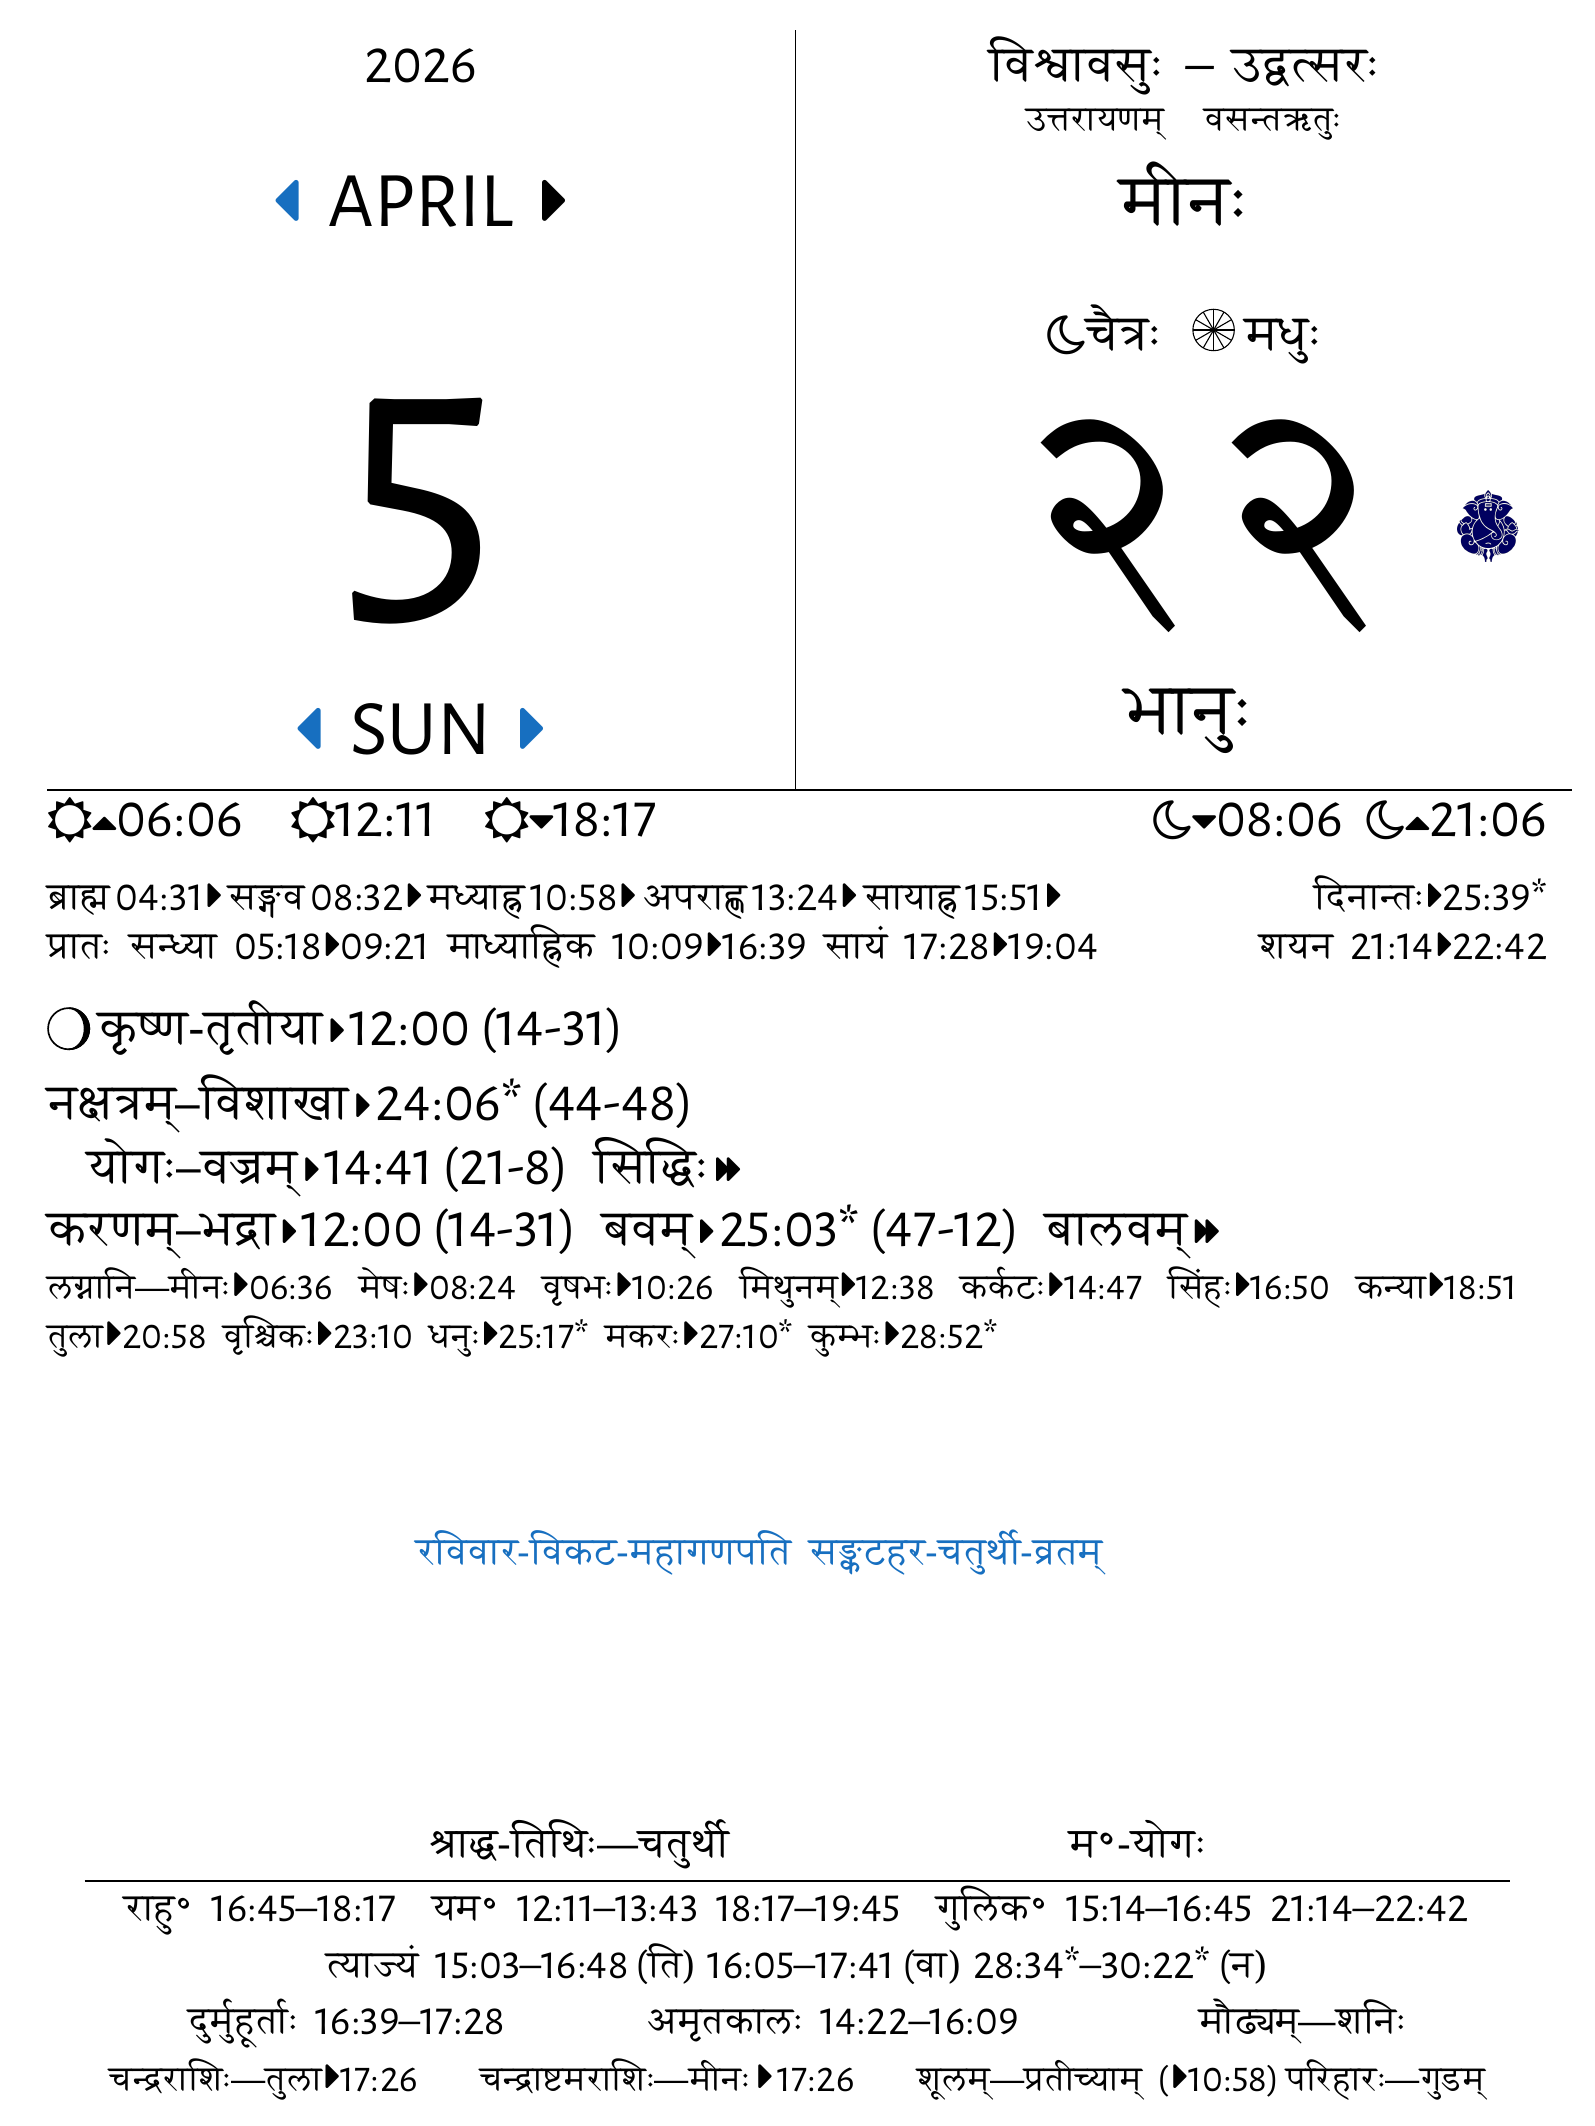 2026
APRIL
5
SUN
विश्वावसुः – उद्वत्सरः
उत्तरायणम् वसन्तऋतुः
मीनः
चैत्रः मधुः
२२
भानुः
06:06 12:11 18:17 08:06 21:06
ब्राह्म 04:31 सङ्गव 08:32 मध्याह्न 10:58 अपराह्ण 13:24 सायाह्न 15:51 दिनान्तः 25:39*
प्रातः सन्ध्या 05:18 09:21 माध्याह्निक 10:09 16:39 सायं 17:28 19:04 शयन 21:14 22:42
कृष्ण-तृतीया 12:00 (14-31)
नक्षत्रम्–विशाखा 24:06* (44-48)
योगः–वज्रम् 14:41 (21-8) सिद्धिः
करणम्–भद्रा 12:00 (14-31) बवम् 25:03* (47-12) बालवम्
लग्नानि—मीनः 06:36 मेषः 08:24 वृषभः 10:26 मिथुनम् 12:38 कर्कटः 14:47 सिंहः 16:50 कन्या 18:51
तुला 20:58 वृश्चिकः 23:10 धनुः 25:17* मकरः 27:10* कुम्भः 28:52*
रविवार-विकट-महागणपति सङ्कटहर-चतुर्थी-व्रतम्
श्राद्ध-तिथिः—चतुर्थी म॰-योगः
राहु॰ 16:45–18:17 यम॰ 12:11–13:43 18:17–19:45 गुलिक॰ 15:14–16:45 21:14–22:42
त्याज्यं 15:03–16:48 (ति) 16:05–17:41 (वा) 28:34*–30:22* (न)
दुर्मुहूर्ताः 16:39–17:28 अमृतकालः 14:22–16:09 मौढ्यम्—शनिः
चन्द्रराशिः—तुला 17:26 चन्द्राष्टमराशिः—मीनः 17:26 शूलम्—प्रतीच्याम् ( 10:58) परिहारः—गुडम्